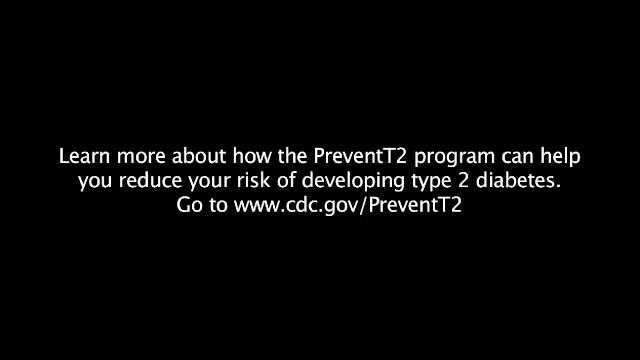 Learn more about how the PreventT2 program can help
you reduce your risk of developing type 2 diabetes.
Go to www.cdc.gov/PreventT2